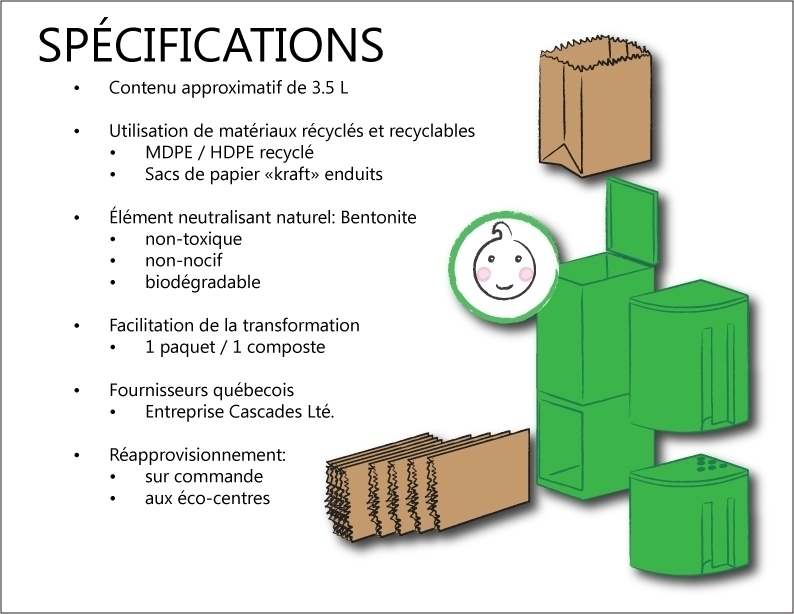 SPÉCIFICATIONS
• Contenu approximatif de 3.5 L
• Utilisation de matériaux récyclés et recyclables
• MDPE / HDPE recyclé
• Sacs de papier «kraft» enduits
• Élément neutralisant naturel: Bentonite
• non-toxique
• non-nocif
• biodégradable
• Facilitation de la transformation
• 1 paquet / 1 composte
• Fournisseurs québecois
• Entreprise Cascades Lté.
• Réapprovisionnement:
• sur commande
• aux éco-centres